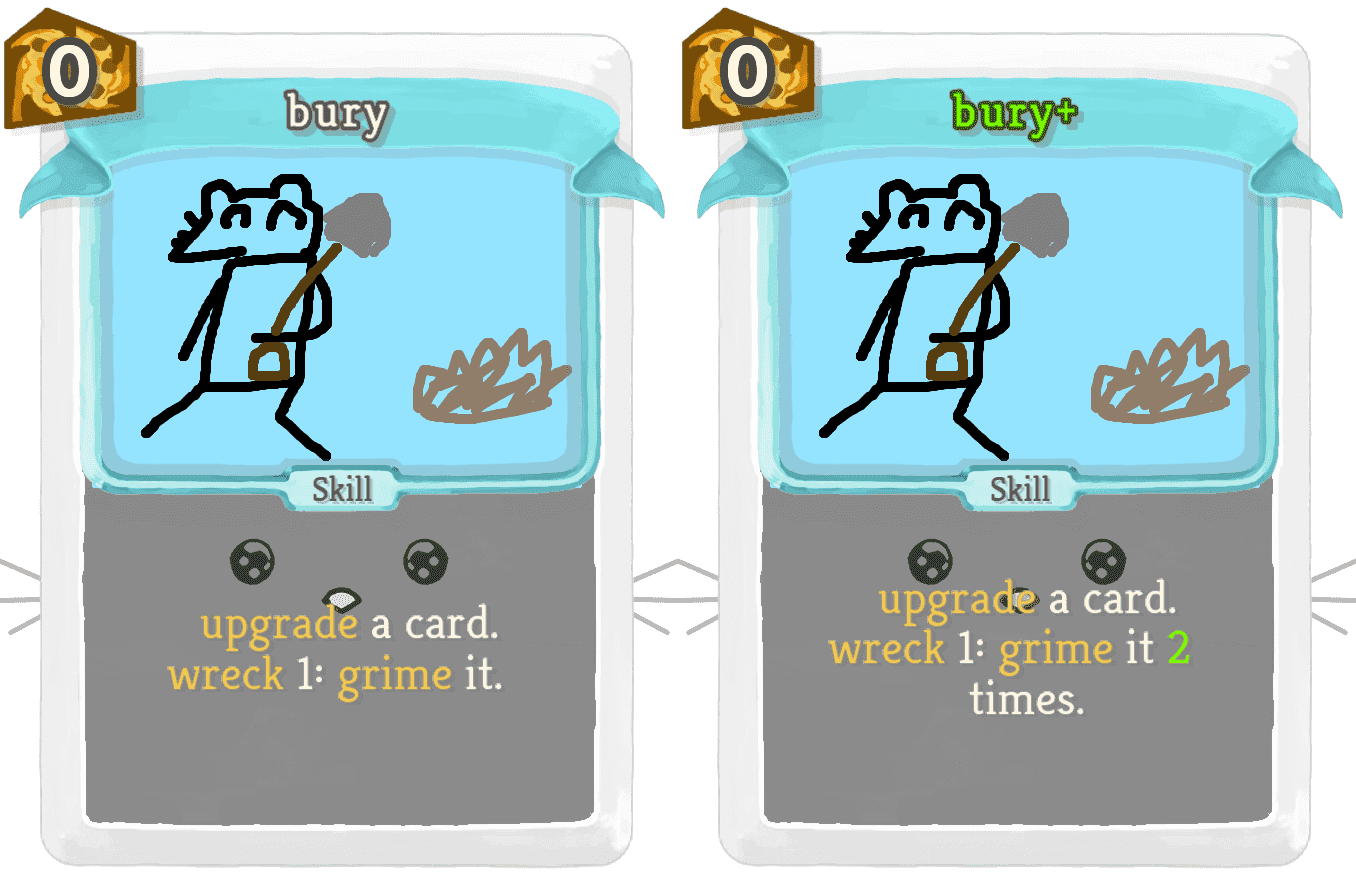 0
bury
Skill
upgrade a card.
wreck 1: grime it.
0
bury+
Skill
upgrade a card.
wreck 1: grime it 2
times.